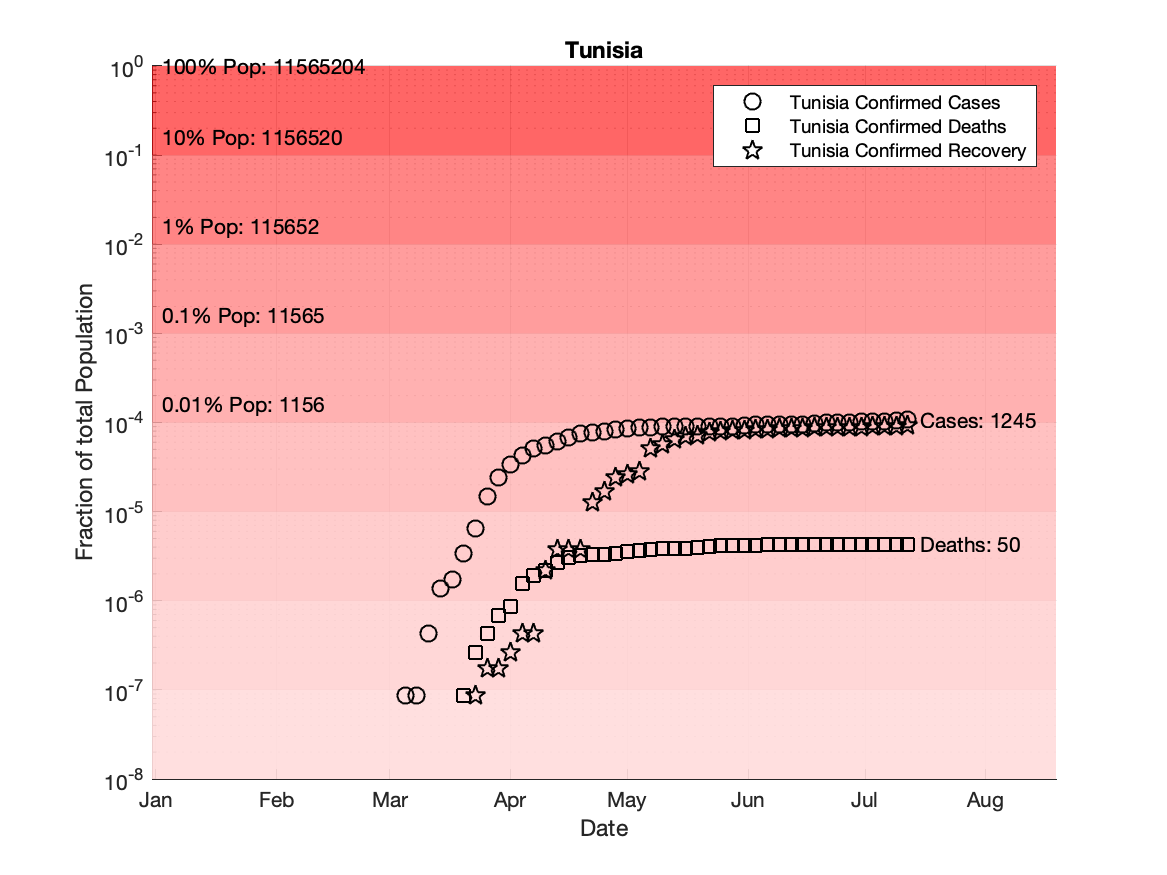 Tunisia
10^0
100% Pop: 11565204
Tunisia Confirmed Cases
Tunisia Confirmed Deaths
Tunisia Confirmed Recovery
10% Pop: 1156520
10^-1
1% Pop: 115652
10^-2
0.1% Pop: 11565
10^-3
0.01% Pop: 1156
10^-4
Cases: 1245
10^-5
Deaths: 50
10^-6
10^-7
10^-8
Fraction of total Population
Jan Feb Mar Apr May Jun Jul Aug
Date